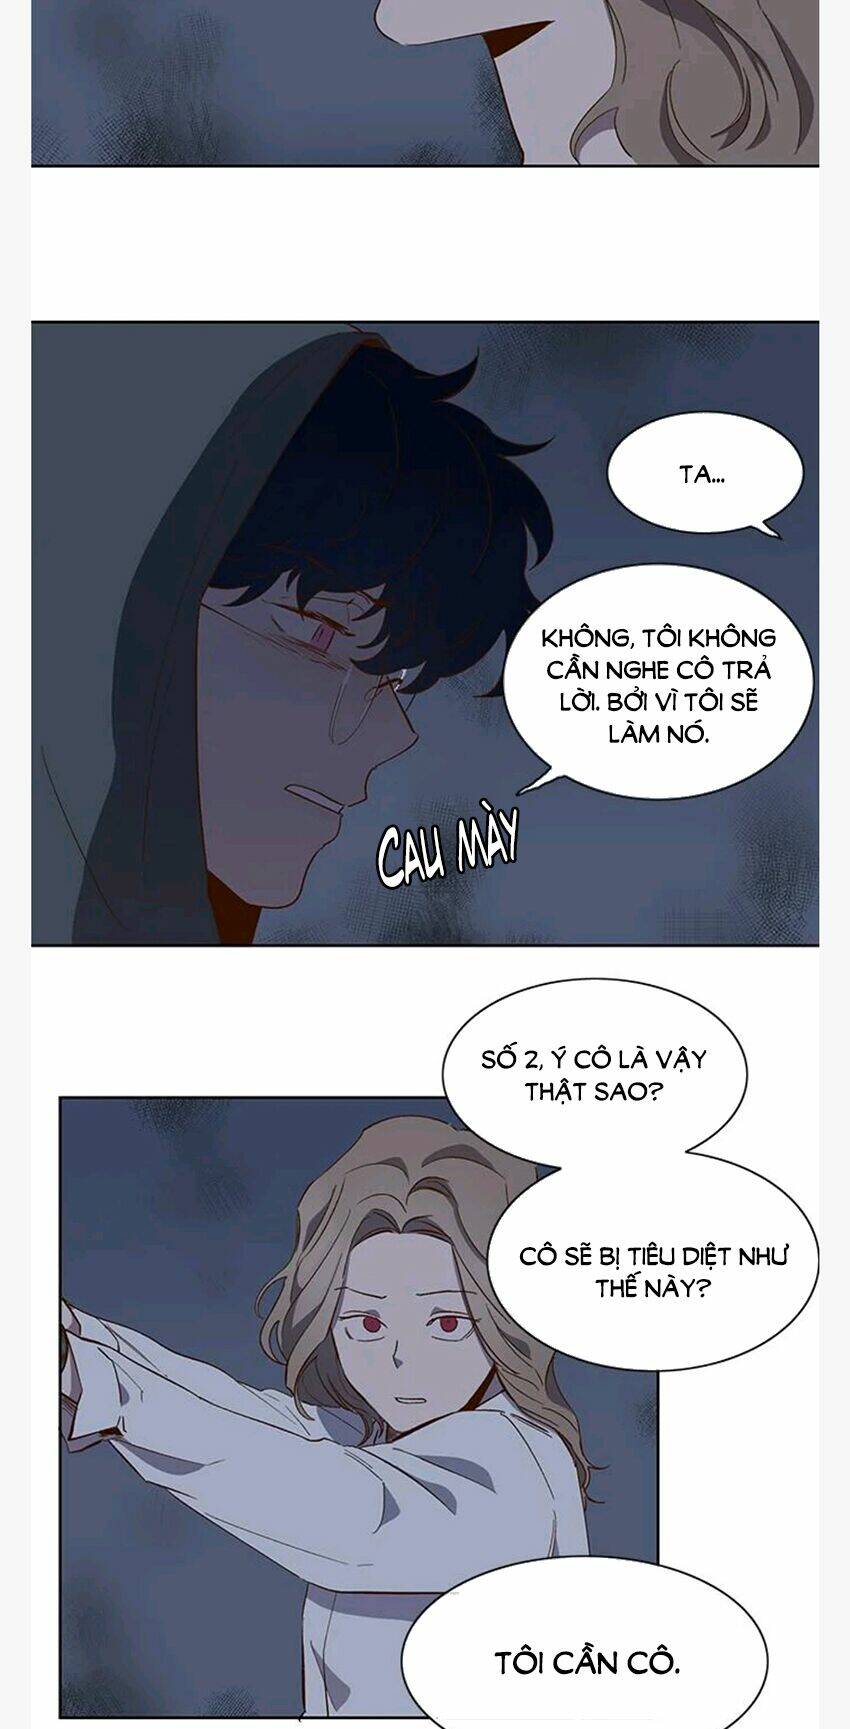 TA...
KHÔNG, TÔI KHÔNG
CẦN NGHE CÔ TRẢ
LỜI. BỞI VÌ TÔI SẼ
LÀM NÓ.
CAU MÀY
SỐ 2, Ý CÔ LÀ VẬY
THẬT SAO?
CÔ SẼ BỊ TIÊU DIỆT NHƯ
THẾ NÀY?
TÔI CẦN CÔ.